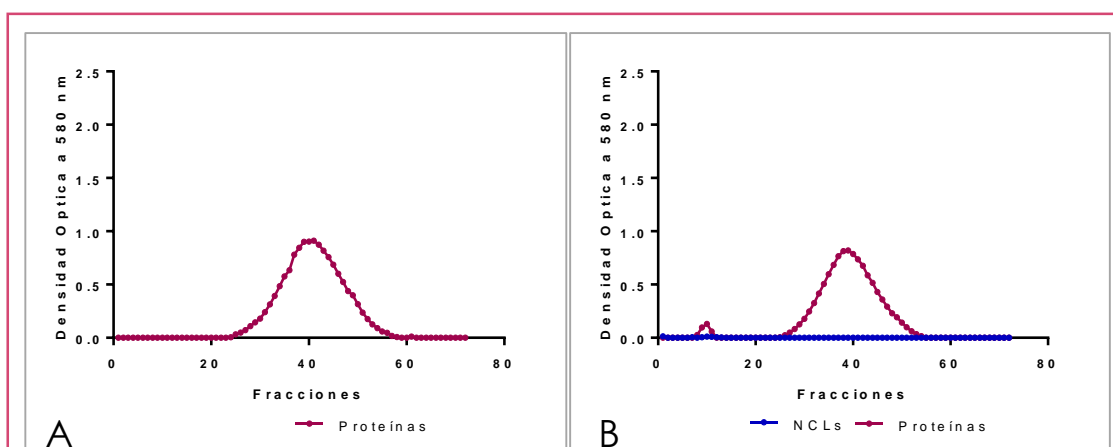 Densidad Optica a 580 nm
2.5
2.0
1.5
1.0
0.5
0.0
0 20 40 60 80
Fracciones
Proteínas
A
Densidad Optica a 580 nm
2.5
2.0
1.5
1.0
0.5
0.0
0 20 40 60 80
Fracciones
NCLs Proteínas
B